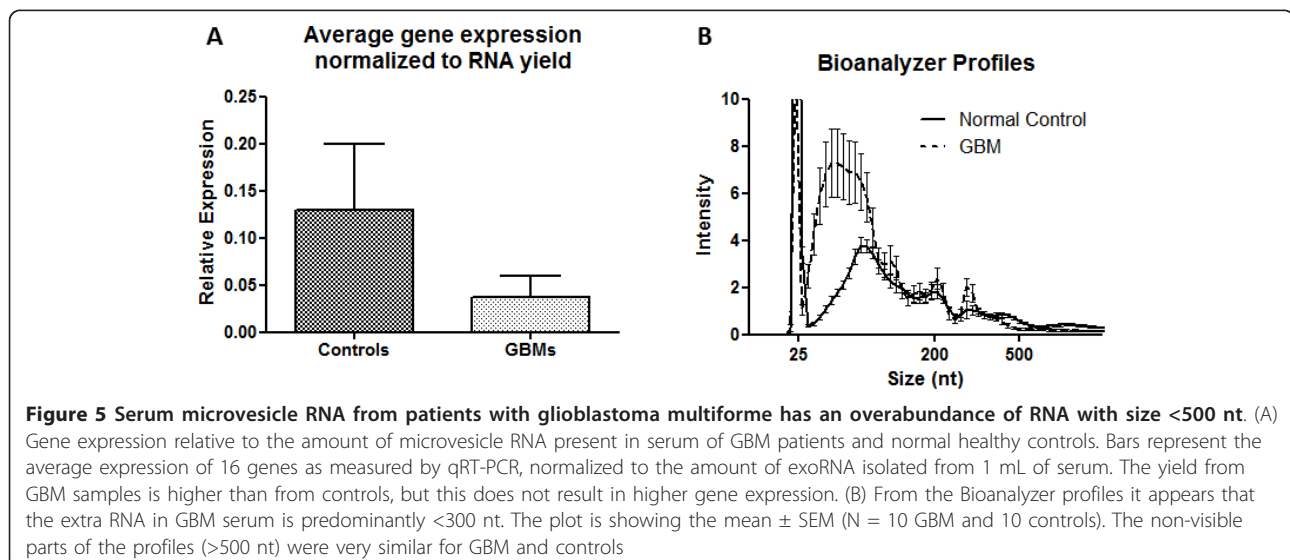 A
Average gene expression
normalized to RNA yield
0.25
0.20
0.15
0.10
0.05
0.00
Relative Expression
Controls
GBMs
B
Bioanalyzer Profiles
10
8
6
4
2
0
Intensity
Normal Control
GBM
25
200
500
Size (nt)
Figure 5 Serum microvesicle RNA from patients with glioblastoma multiforme has an overabundance of RNA with size <500 nt. (A)
Gene expression relative to the amount of microvesicle RNA present in serum of GBM patients and normal healthy controls. Bars represent the
average expression of 16 genes as measured by qRT-PCR, normalized to the amount of exoRNA isolated from 1 mL of serum. The yield from
GBM samples is higher than from controls, but this does not result in higher gene expression. (B) From the Bioanalyzer profiles it appears that
the extra RNA in GBM serum is predominantly <300 nt. The plot is showing the mean ± SEM (N = 10 GBM and 10 controls). The non-visible
parts of the profiles (>500 nt) were very similar for GBM and controls